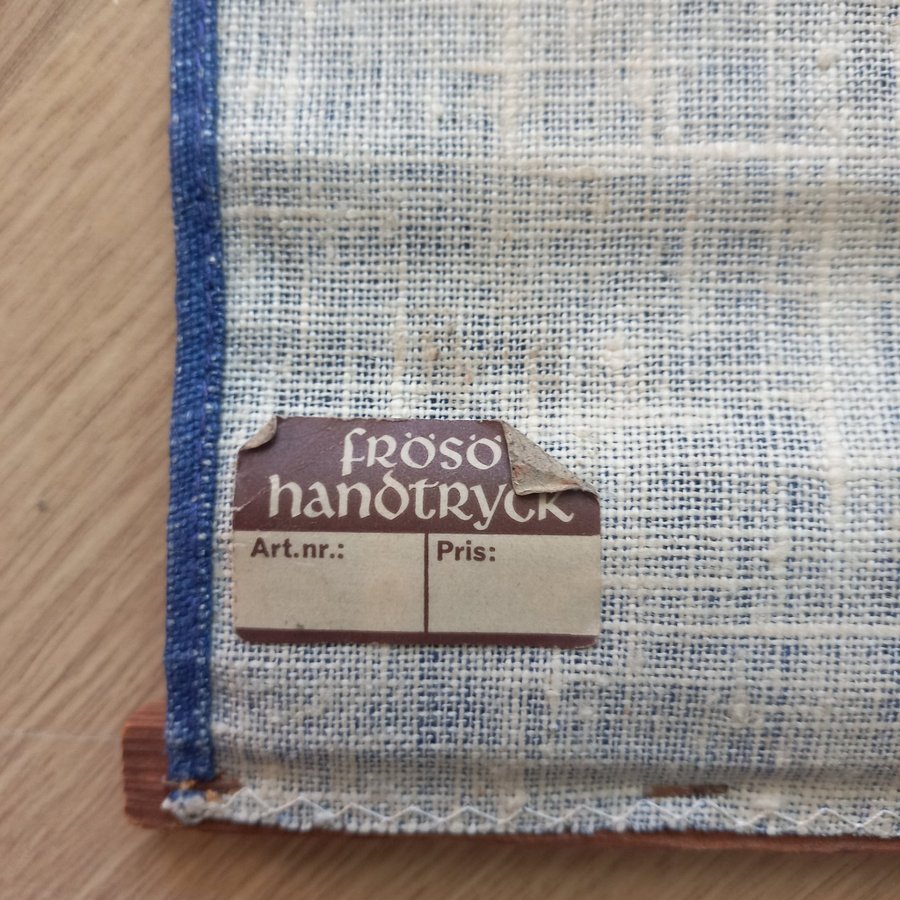 frösö
handtryck
Art.nr.:
Pris: